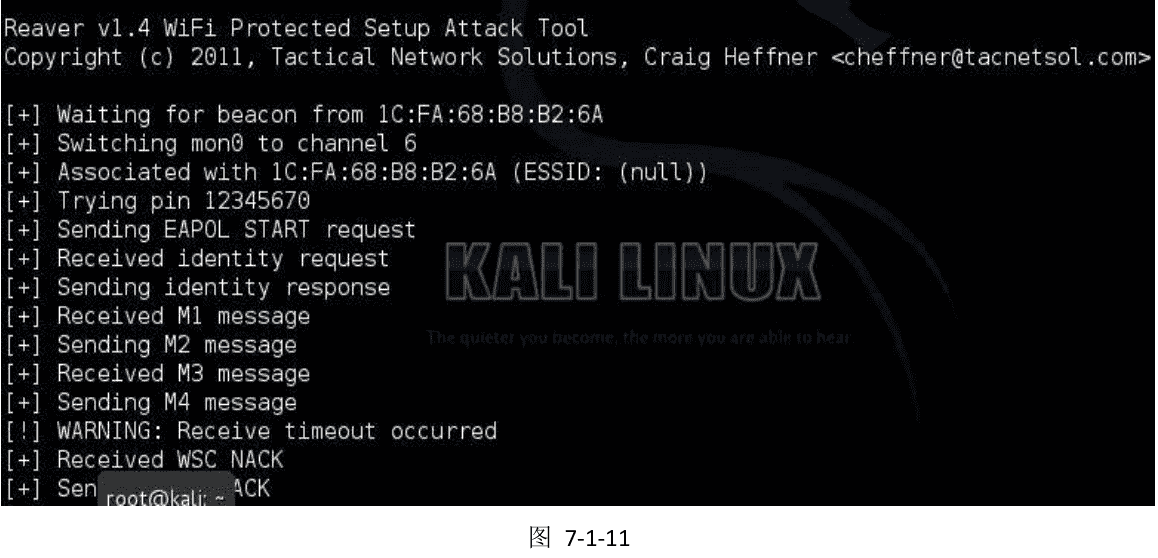 Reaver v1.4 WiFi Protected Setup Attack Tool
Copyright (c) 2011, Tactical Network Solutions, Craig Heffner <cheffner@tacnetsol.com>
[+] Waiting for beacon from 1C:FA:68:B8:B2:6A
[+] Switching mon0 to channel 6
[+] Associated with 1C:FA:68:B8:B2:6A (ESSID: (null))
[+] Trying pin 12345670
[+] Sending EAPOL START request
[+] Received identity request
[+] Sending identity response
[+] Received M1 message
[+] Sending M2 message
[+] Received M3 message
[+] Sending M4 message
[!] WARNING: Receive timeout occurred
[+] Received WSC NACK
[+] Sen ACK
root@kali: ~
KALI LINUX
The quieter you become, the more you are able to hear
图 7-1-11